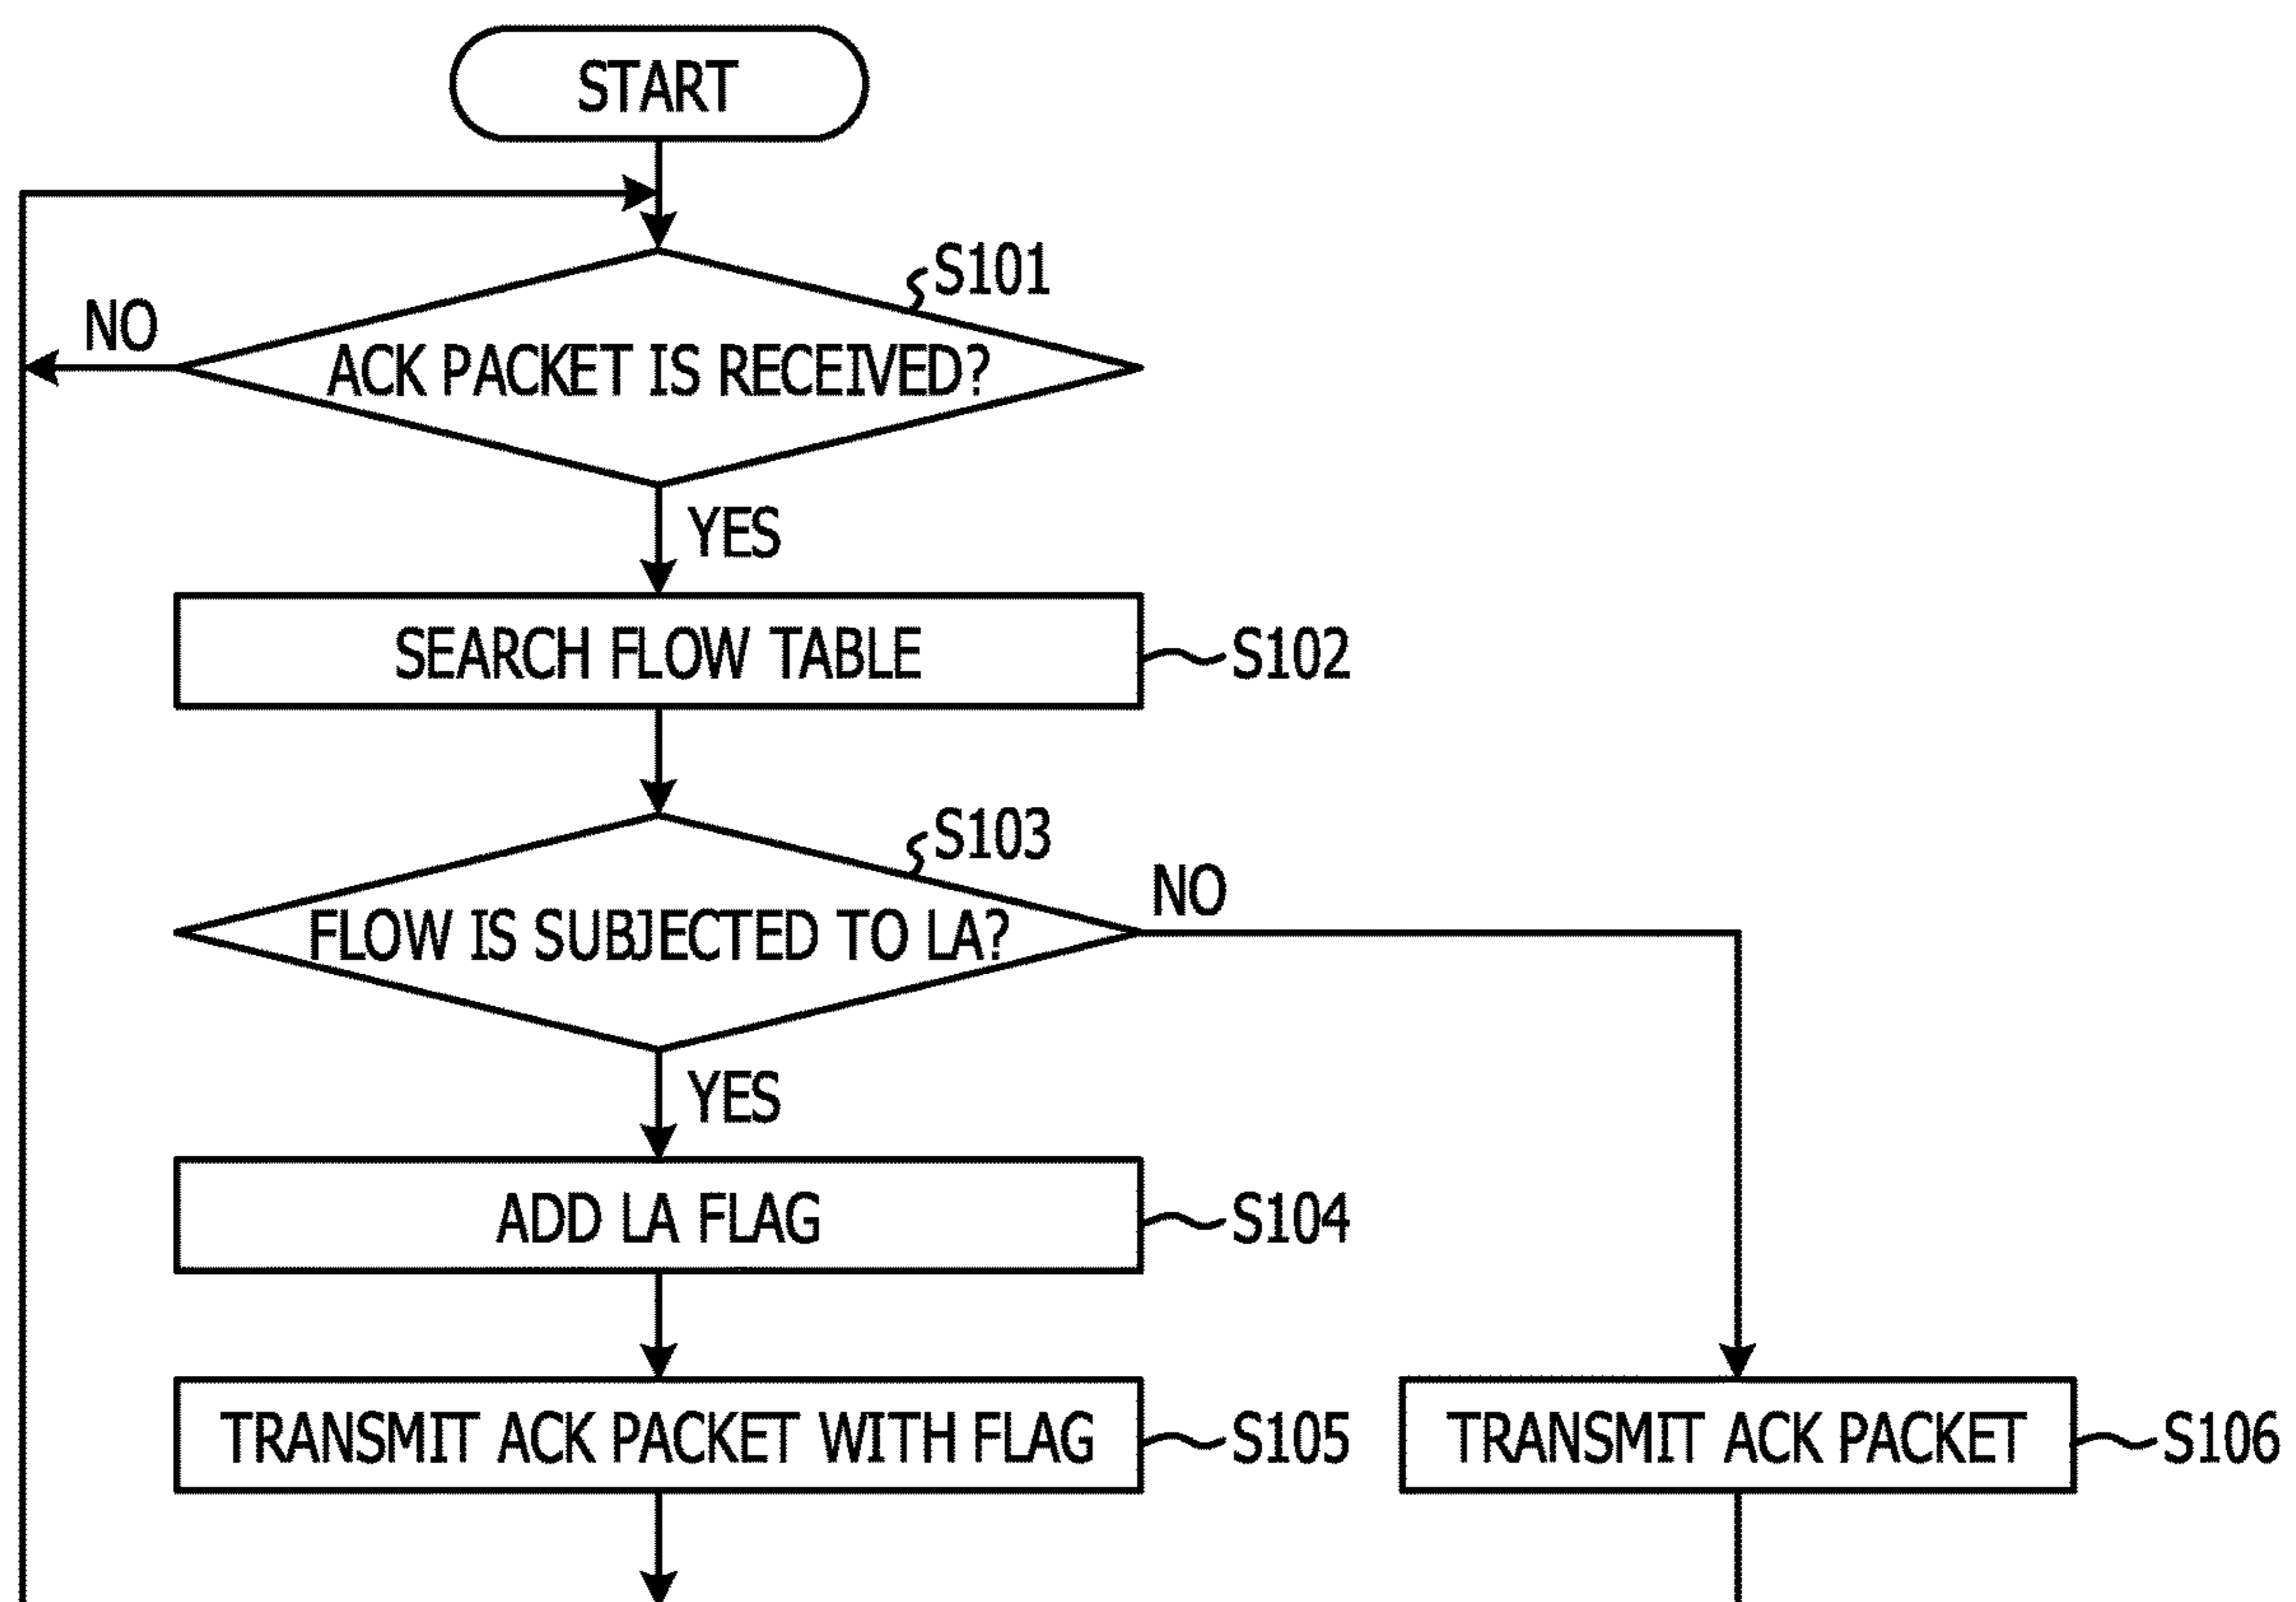 START
S101
NO
ACK PACKET IS RECEIVED?
YES
SEARCH FLOW TABLE
S102
S103
NO
FLOW IS SUBJECTED TO LA?
YES
ADD LA FLAG
S104
TRANSMIT ACK PACKET WITH FLAG
S105
TRANSMIT ACK PACKET
S106